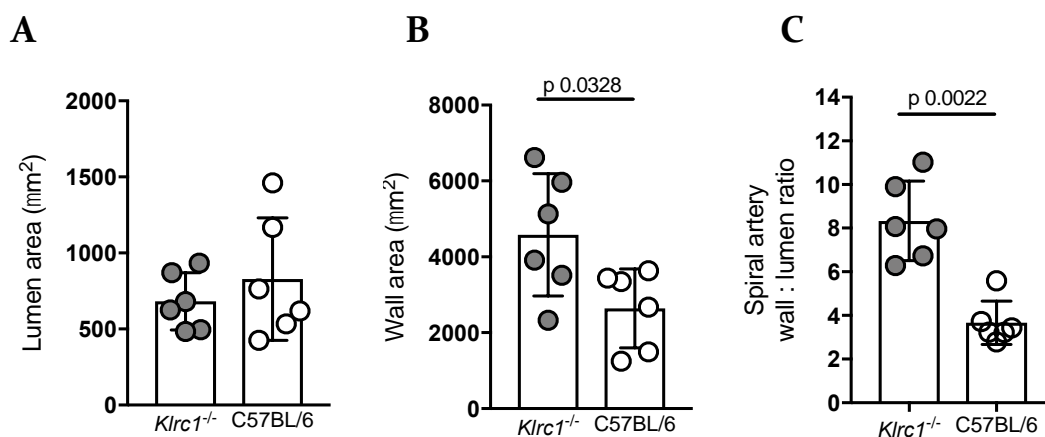 A
Lumen area (mm²)
2000
1500
1000
500
0
Klrc1⁻/⁻ C57BL/6
B
p 0.0328
Wall area (mm²)
8000
6000
4000
2000
0
Klrc1⁻/⁻ C57BL/6
C
p 0.0022
Spiral artery
wall : lumen ratio
14
12
10
8
6
4
2
0
Klrc1⁻/⁻ C57BL/6